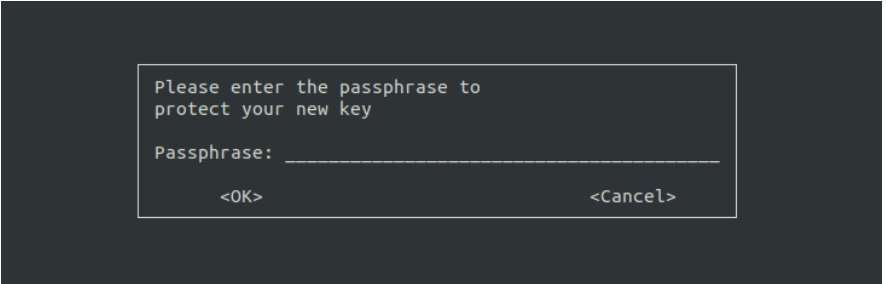 Please enter the passphrase to
protect your new key
Passphrase: ________________________________________
<OK> <Cancel>